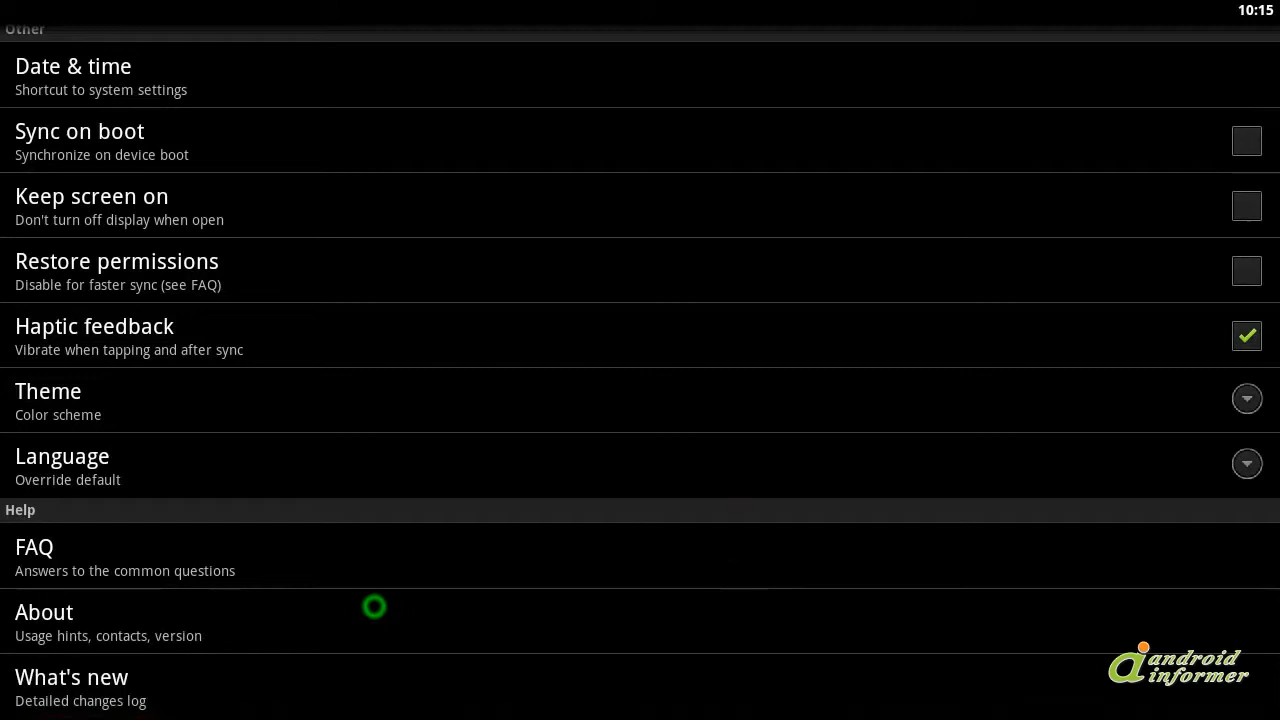 10:15
Other
Date & time
Shortcut to system settings
Sync on boot
Synchronize on device boot
Keep screen on
Don't turn off display when open
Restore permissions
Disable for faster sync (see FAQ)
Haptic feedback
Vibrate when tapping and after sync
Theme
Color scheme
Language
Override default
Help
FAQ
Answers to the common questions
About
Usage hints, contacts, version
What's new
Detailed changes log
android
informer